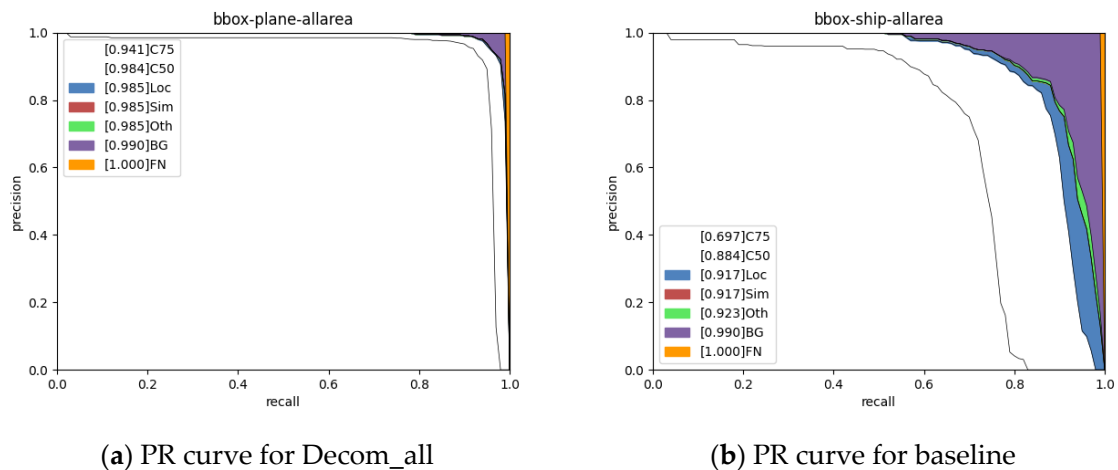 bbox-plane-allarea
1.0
0.8
0.6
0.4
0.2
0.0
precision
[0.941]C75
[0.984]C50
[0.985]Loc
[0.985]Sim
[0.985]Oth
[0.990]BG
[1.000]FN
0.0 0.2 0.4 0.6 0.8 1.0
recall
(a) PR curve for Decom_all
bbox-ship-allarea
1.0
0.8
0.6
0.4
0.2
0.0
precision
[0.697]C75
[0.884]C50
[0.917]Loc
[0.917]Sim
[0.923]Oth
[0.990]BG
[1.000]FN
0.0 0.2 0.4 0.6 0.8 1.0
recall
(b) PR curve for baseline